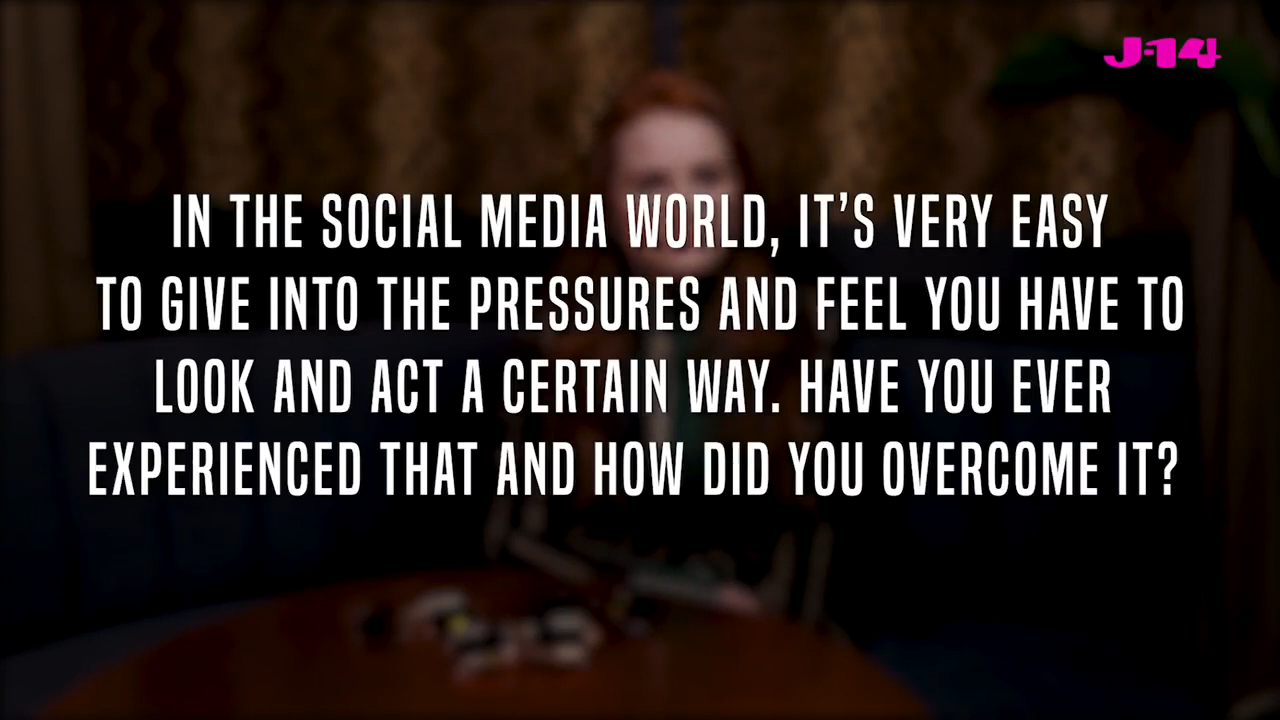 J-14
IN THE SOCIAL MEDIA WORLD, IT'S VERY EASY
TO GIVE INTO THE PRESSURES AND FEEL YOU HAVE TO
LOOK AND ACT A CERTAIN WAY. HAVE YOU EVER
EXPERIENCED THAT AND HOW DID YOU OVERCOME IT?